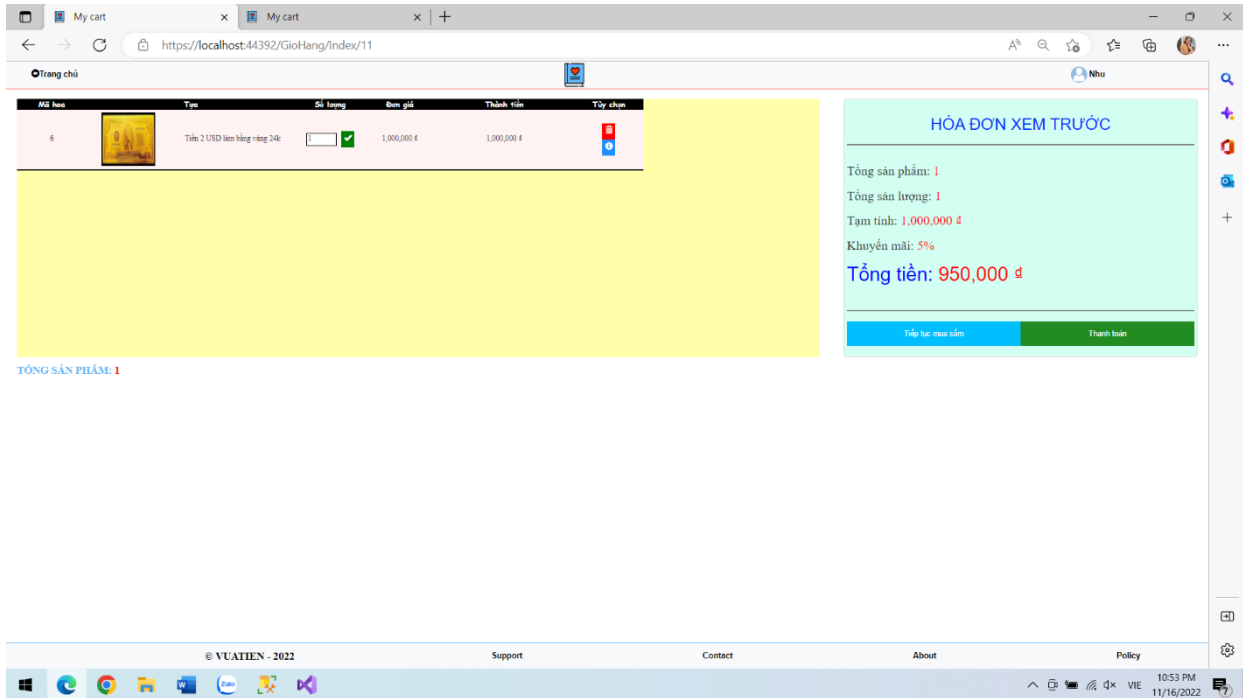 My cart
My cart
https://localhost:44392/GioHang/Index/11
Trang chủ
Nhu
Mã hoa Tựa Số lượng Đơn giá Thành tiền Tùy chọn
6 Tiền 2 USD làm bằng vàng 24k 1 1,000,000 đ 1,000,000 đ
TỔNG SẢN PHẨM: 1
HÓA ĐƠN XEM TRƯỚC
Tổng sản phẩm: 1
Tổng sản lượng: 1
Tạm tính: 1,000,000 đ
Khuyến mãi: 5%
Tổng tiền: 950,000 đ
Tiếp tục mua sắm Thanh toán
© VUATIEN - 2022 Support Contact About Policy
Zalo
VIE
10:53 PM
11/16/2022